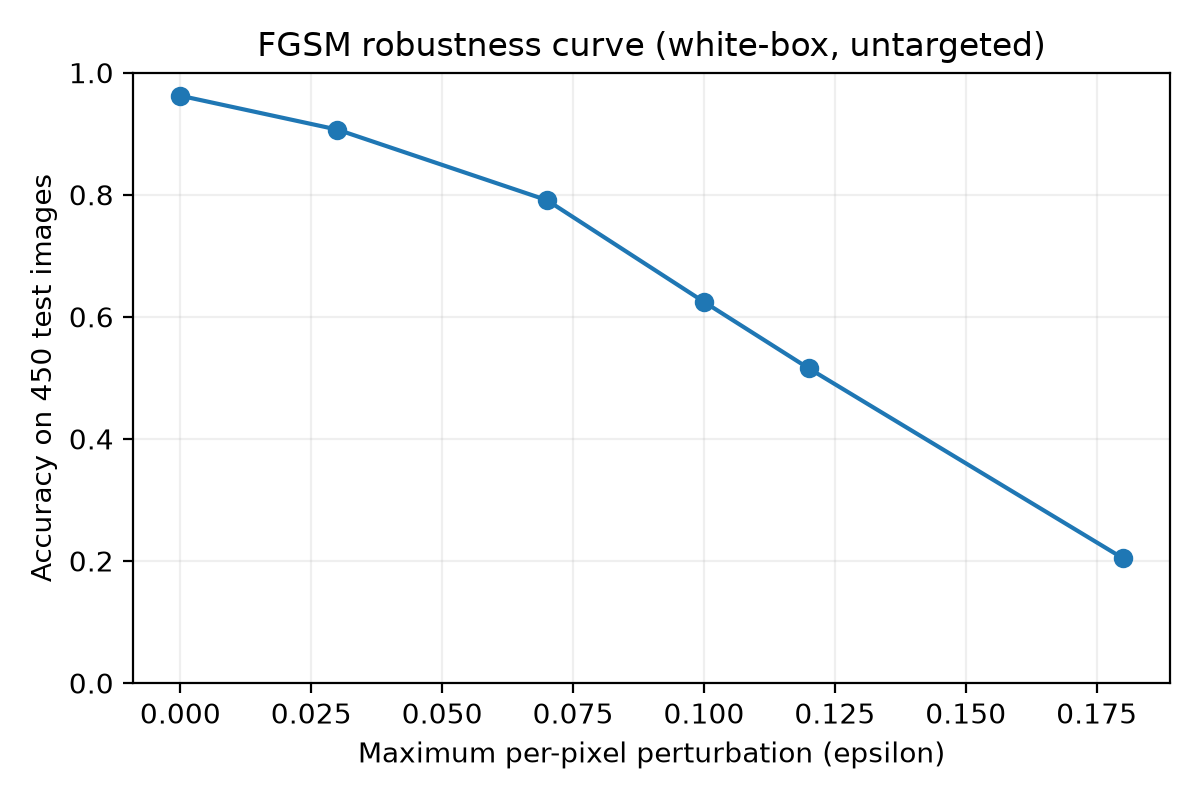 FGSM robustness curve (white-box, untargeted)
1.0
0.8
0.6
0.4
0.2
0.0
Accuracy on 450 test images
0.000 0.025 0.050 0.075 0.100 0.125 0.150 0.175
Maximum per-pixel perturbation (epsilon)